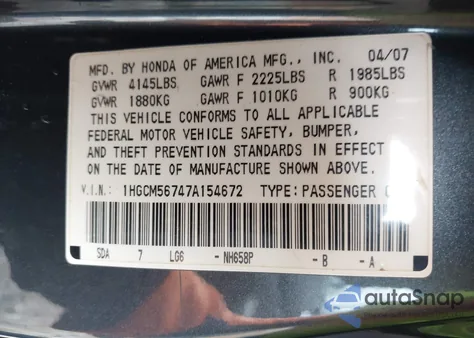 MFD. BY HONDA OF AMERICA MFG., INC. 04/07
GVWR 4145LBS GAWR F 2225LBS R 1985LBS
GVWR 1880KG GAWR F 1010KG R 900KG
THIS VEHICLE CONFORMS TO ALL APPLICABLE
FEDERAL MOTOR VEHICLE SAFETY, BUMPER,
AND THEFT PREVENTION STANDARDS IN EFFECT
ON THE DATE OF MANUFACTURE SHOWN ABOVE.
V.I.N.: 1HGCM56747A154672 TYPE: PASSENGER
SDA 7 LG6 -NH658P -B -A
autoSnap